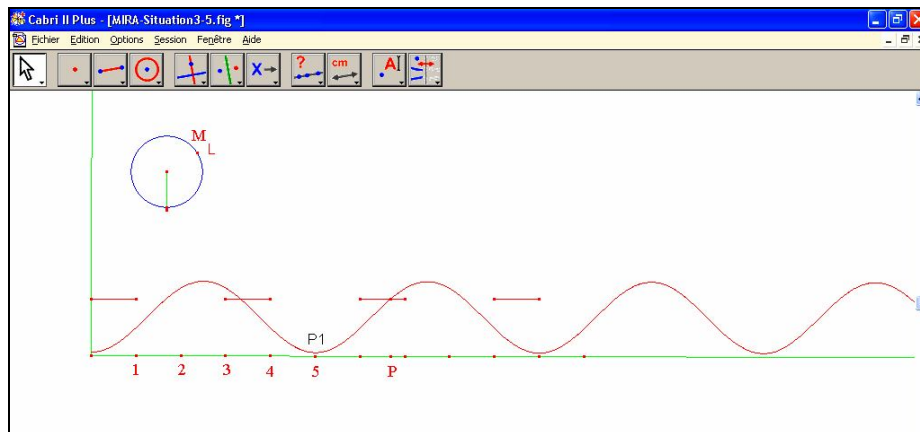 Cabri II Plus - [MIRA-Situation3-5.fig *]
Fichier Edition Options Session Fenêtre Aide
? cm A
X
M
L
P1
1 2 3 4 5 P